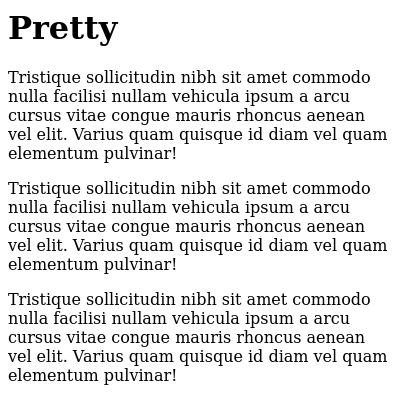 Pretty
Tristique sollicitudin nibh sit amet commodo
nulla facilisi nullam vehicula ipsum a arcu
cursus vitae congue mauris rhoncus aenean
vel elit. Varius quam quisque id diam vel quam
elementum pulvinar!
Tristique sollicitudin nibh sit amet commodo
nulla facilisi nullam vehicula ipsum a arcu
cursus vitae congue mauris rhoncus aenean
vel elit. Varius quam quisque id diam vel quam
elementum pulvinar!
Tristique sollicitudin nibh sit amet commodo
nulla facilisi nullam vehicula ipsum a arcu
cursus vitae congue mauris rhoncus aenean
vel elit. Varius quam quisque id diam vel quam
elementum pulvinar!